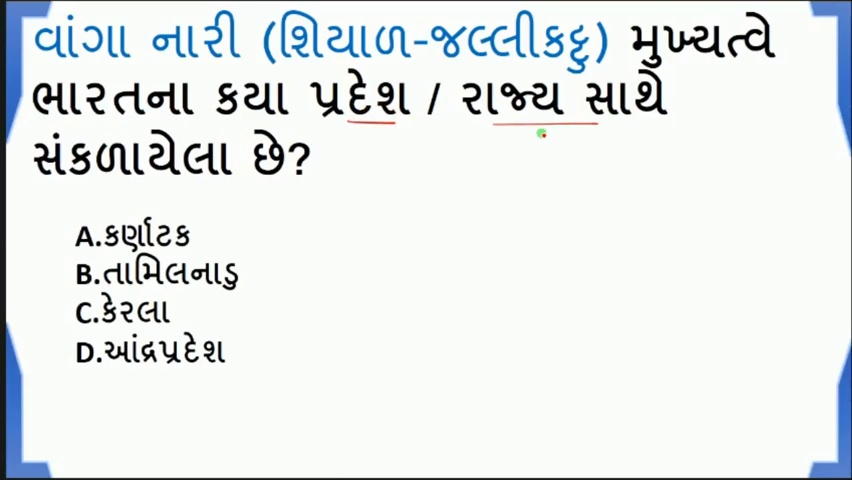 વાંગા નારી (શિયાળ-જલ્લીકટ્ટુ) મુખ્યત્વે
ભારતના કયા પ્રદેશ / રાજ્ય સાથે
સંકળાયેલા છે?
A.કર્ણાટક
B.તામિલનાડુ
C.કેરલા
D.આંદ્રપ્રદેશ